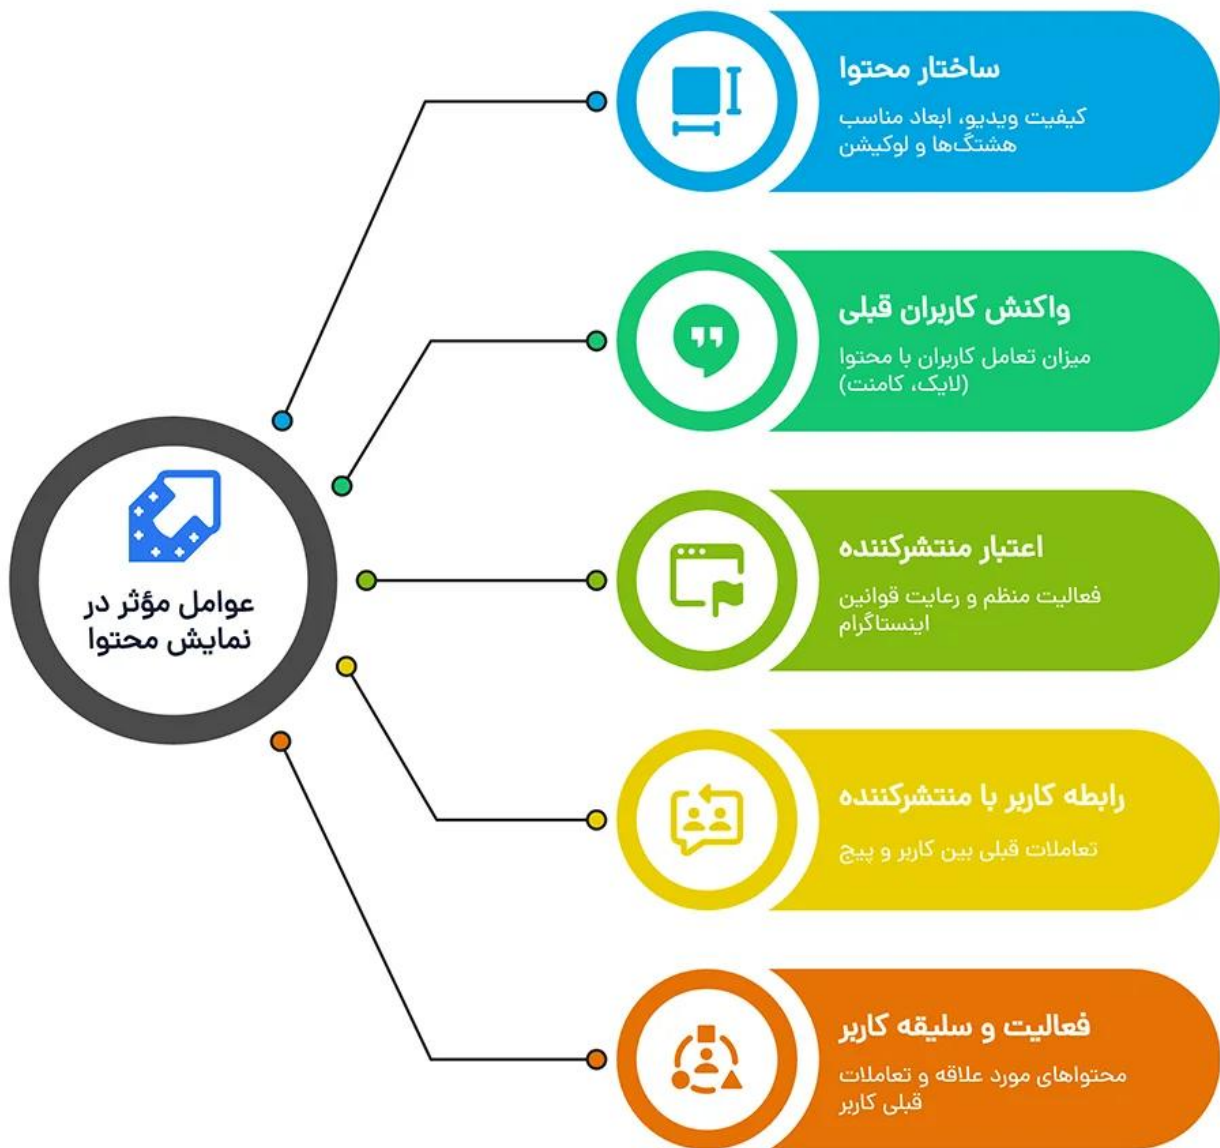 ساختار محتوا
کیفیت ویدیو، ابعاد مناسب
هشتگ‌ها و لوکیشن
واکنش کاربران قبلی
میزان تعامل کاربران با محتوا
(لایک، کامنت)
عوامل مؤثر در
نمایش محتوا
اعتبار منتشرکننده
فعالیت منظم و رعایت قوانین
اینستاگرام
رابطه کاربر با منتشرکننده
تعاملات قبلی بین کاربر و پیج
فعالیت و سلیقه کاربر
محتواهای مورد علاقه و تعاملات
قبلی کاربر